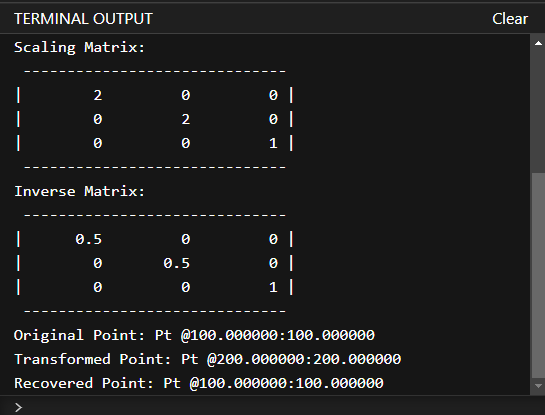 TERMINAL OUTPUT Clear
Scaling Matrix:
 -----------------------------
|        2        0        0 |
|        0        2        0 |
|        0        0        1 |
 -----------------------------
Inverse Matrix:
 -----------------------------
|      0.5        0        0 |
|        0      0.5        0 |
|        0        0        1 |
 -----------------------------
Original Point: Pt @100.000000:100.000000
Transformed Point: Pt @200.000000:200.000000
Recovered Point: Pt @100.000000:100.000000
>